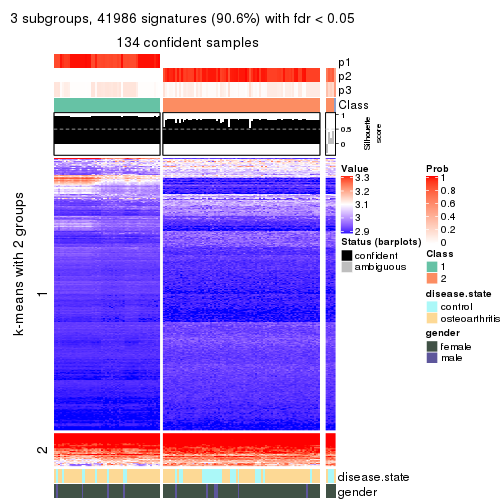 3 subgroups, 41986 signatures (90.6%) with fdr < 0.05
134 confident samples
p1
p2
p3
Class
1
0.5
0
Silhouette
score
k-means with 2 groups
1
2
disease.state
gender
Value
3.3
3.2
3.1
3
2.9
Status (barplots)
confident
ambiguous
Prob
1
0.8
0.6
0.4
0.2
0
Class
1
2
disease.state
control
osteoarthritis
gender
female
male